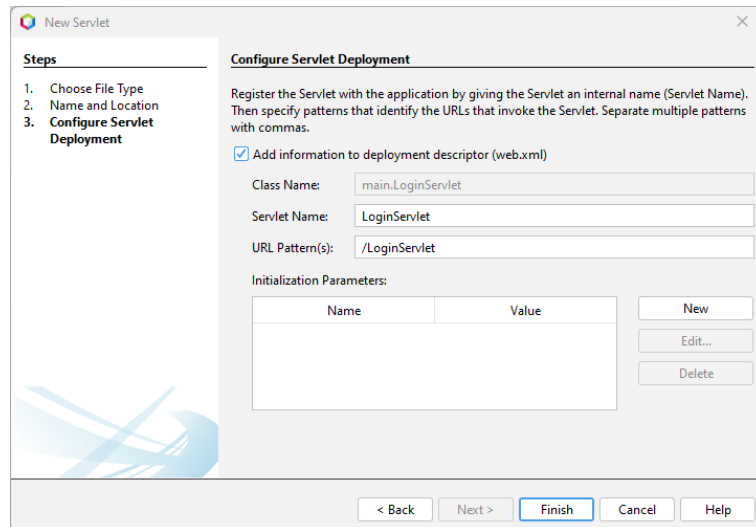 New Servlet
Steps
1. Choose File Type
2. Name and Location
3. Configure Servlet
Deployment
Configure Servlet Deployment
Register the Servlet with the application by giving the Servlet an internal name (Servlet Name).
Then specify patterns that identify the URLs that invoke the Servlet. Separate multiple patterns
with commas.
Add information to deployment descriptor (web.xml)
Class Name: main.LoginServlet
Servlet Name: LoginServlet
URL Pattern(s): /LoginServlet
Initialization Parameters:
Name Value
New
Edit...
Delete
< Back Next > Finish Cancel Help